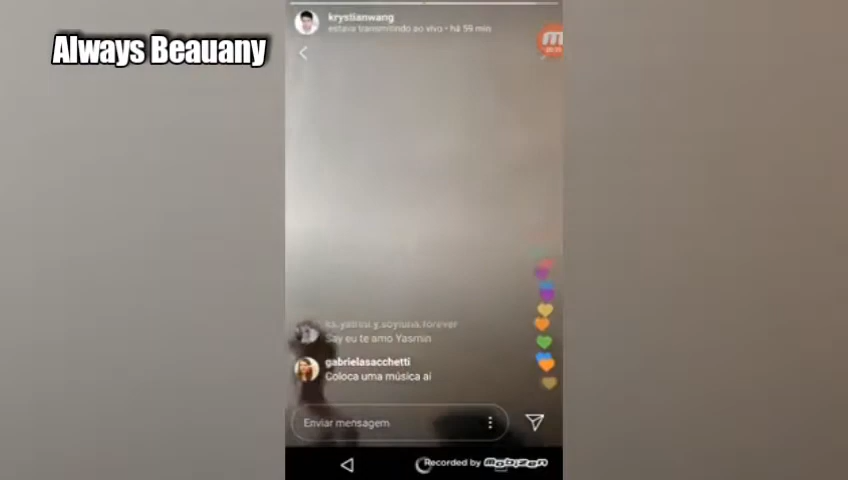 Always Beauany
krystianwang
estava transmitindo ao vivo • há 59 min
Say eu te amo Yasmin
gabrielasacchetti
Coloca uma música aí
Enviar mensagem
Recorded by mobizen